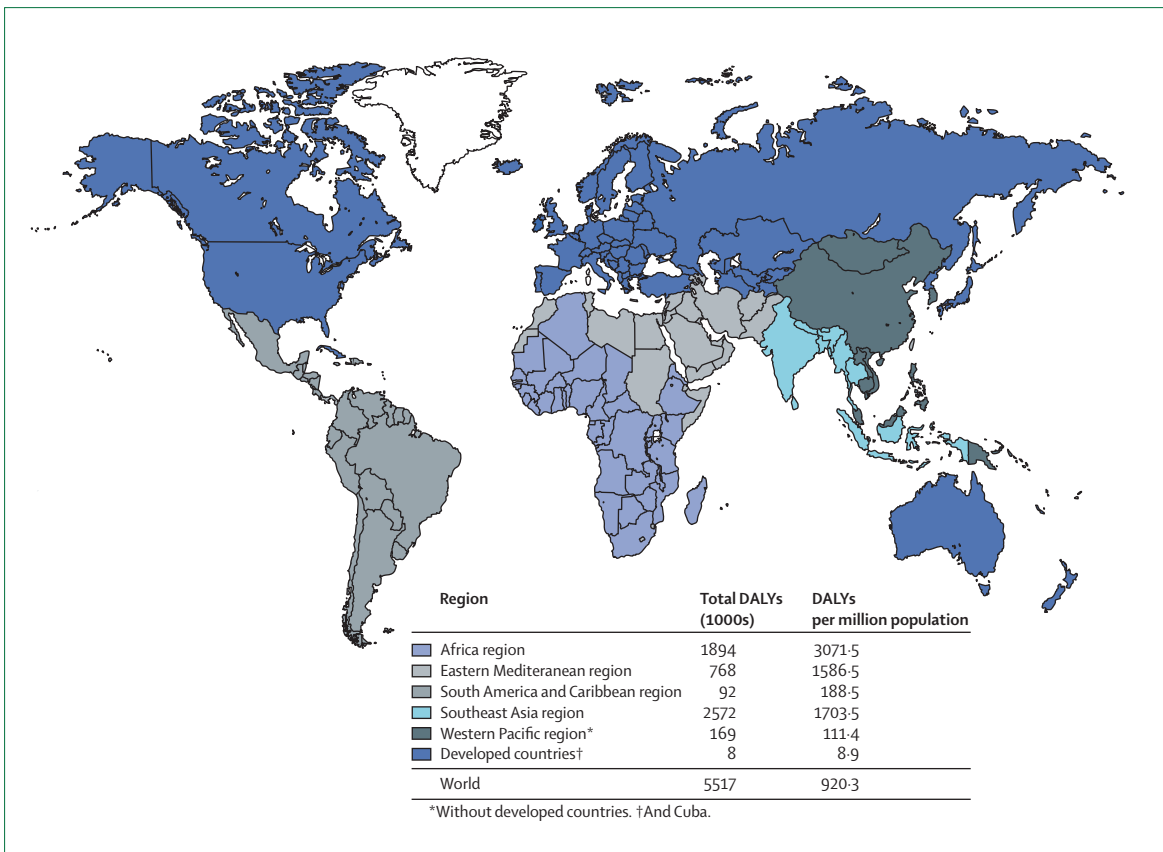 Region Total DALYs (1000s) DALYs per million population
Africa region 1894 3071·5
Eastern Mediteranean region 768 1586·5
South America and Caribbean region 92 188·5
Southeast Asia region 2572 1703·5
Western Pacific region* 169 111·4
Developed countries† 8 8·9
World 5517 920·3
*Without developed countries. †And Cuba.